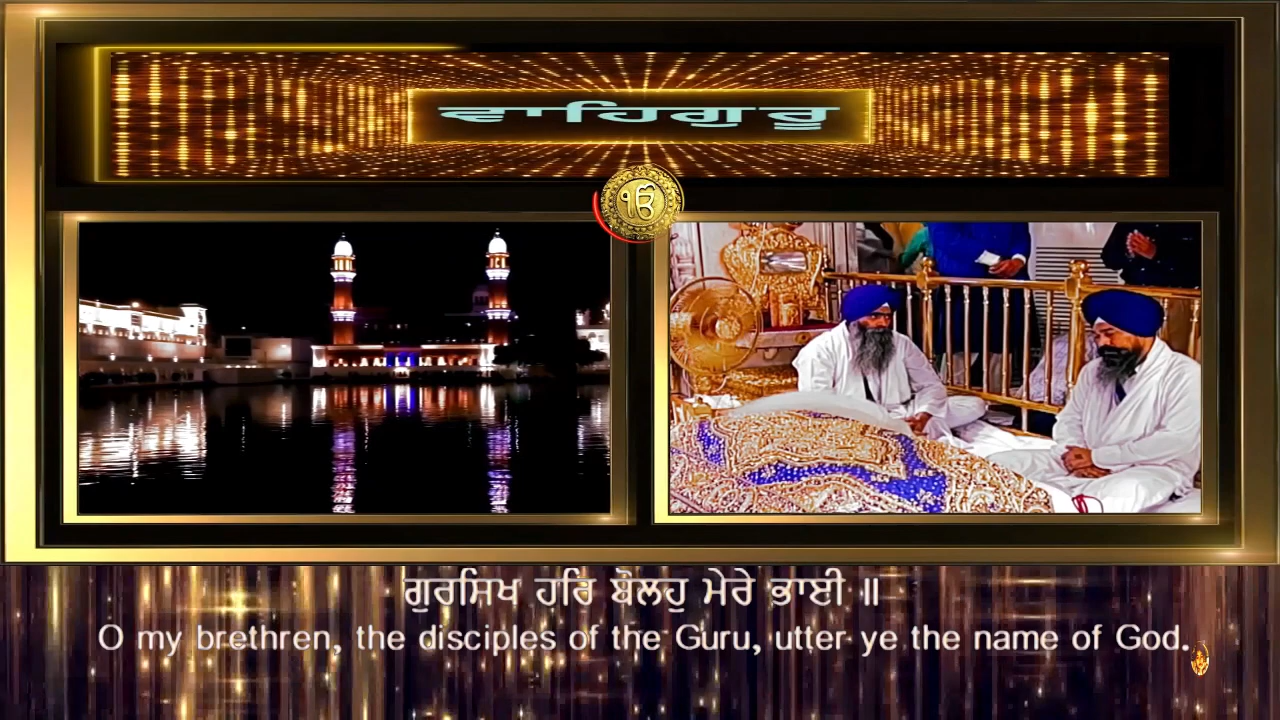 ਵਾਹਿਗੁਰੂ
ੴ
ਗੁਰਸਿਖ ਹਰਿ ਬੋਲਹੁ ਮੇਰੇ ਭਾਈ ॥
O my brethren, the disciples of the Guru, utter ye the name of God.